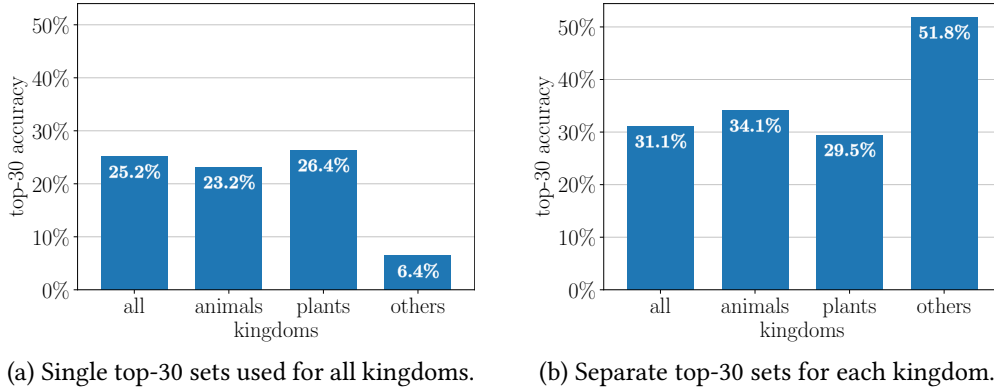 50%
40%
30%
20%
10%
0%
top-30 accuracy
25.2%
23.2%
26.4%
6.4%
all animals plants others
kingdoms
(a) Single top-30 sets used for all kingdoms.
50%
40%
30%
20%
10%
0%
top-30 accuracy
31.1%
34.1%
29.5%
51.8%
all animals plants others
kingdoms
(b) Separate top-30 sets for each kingdom.